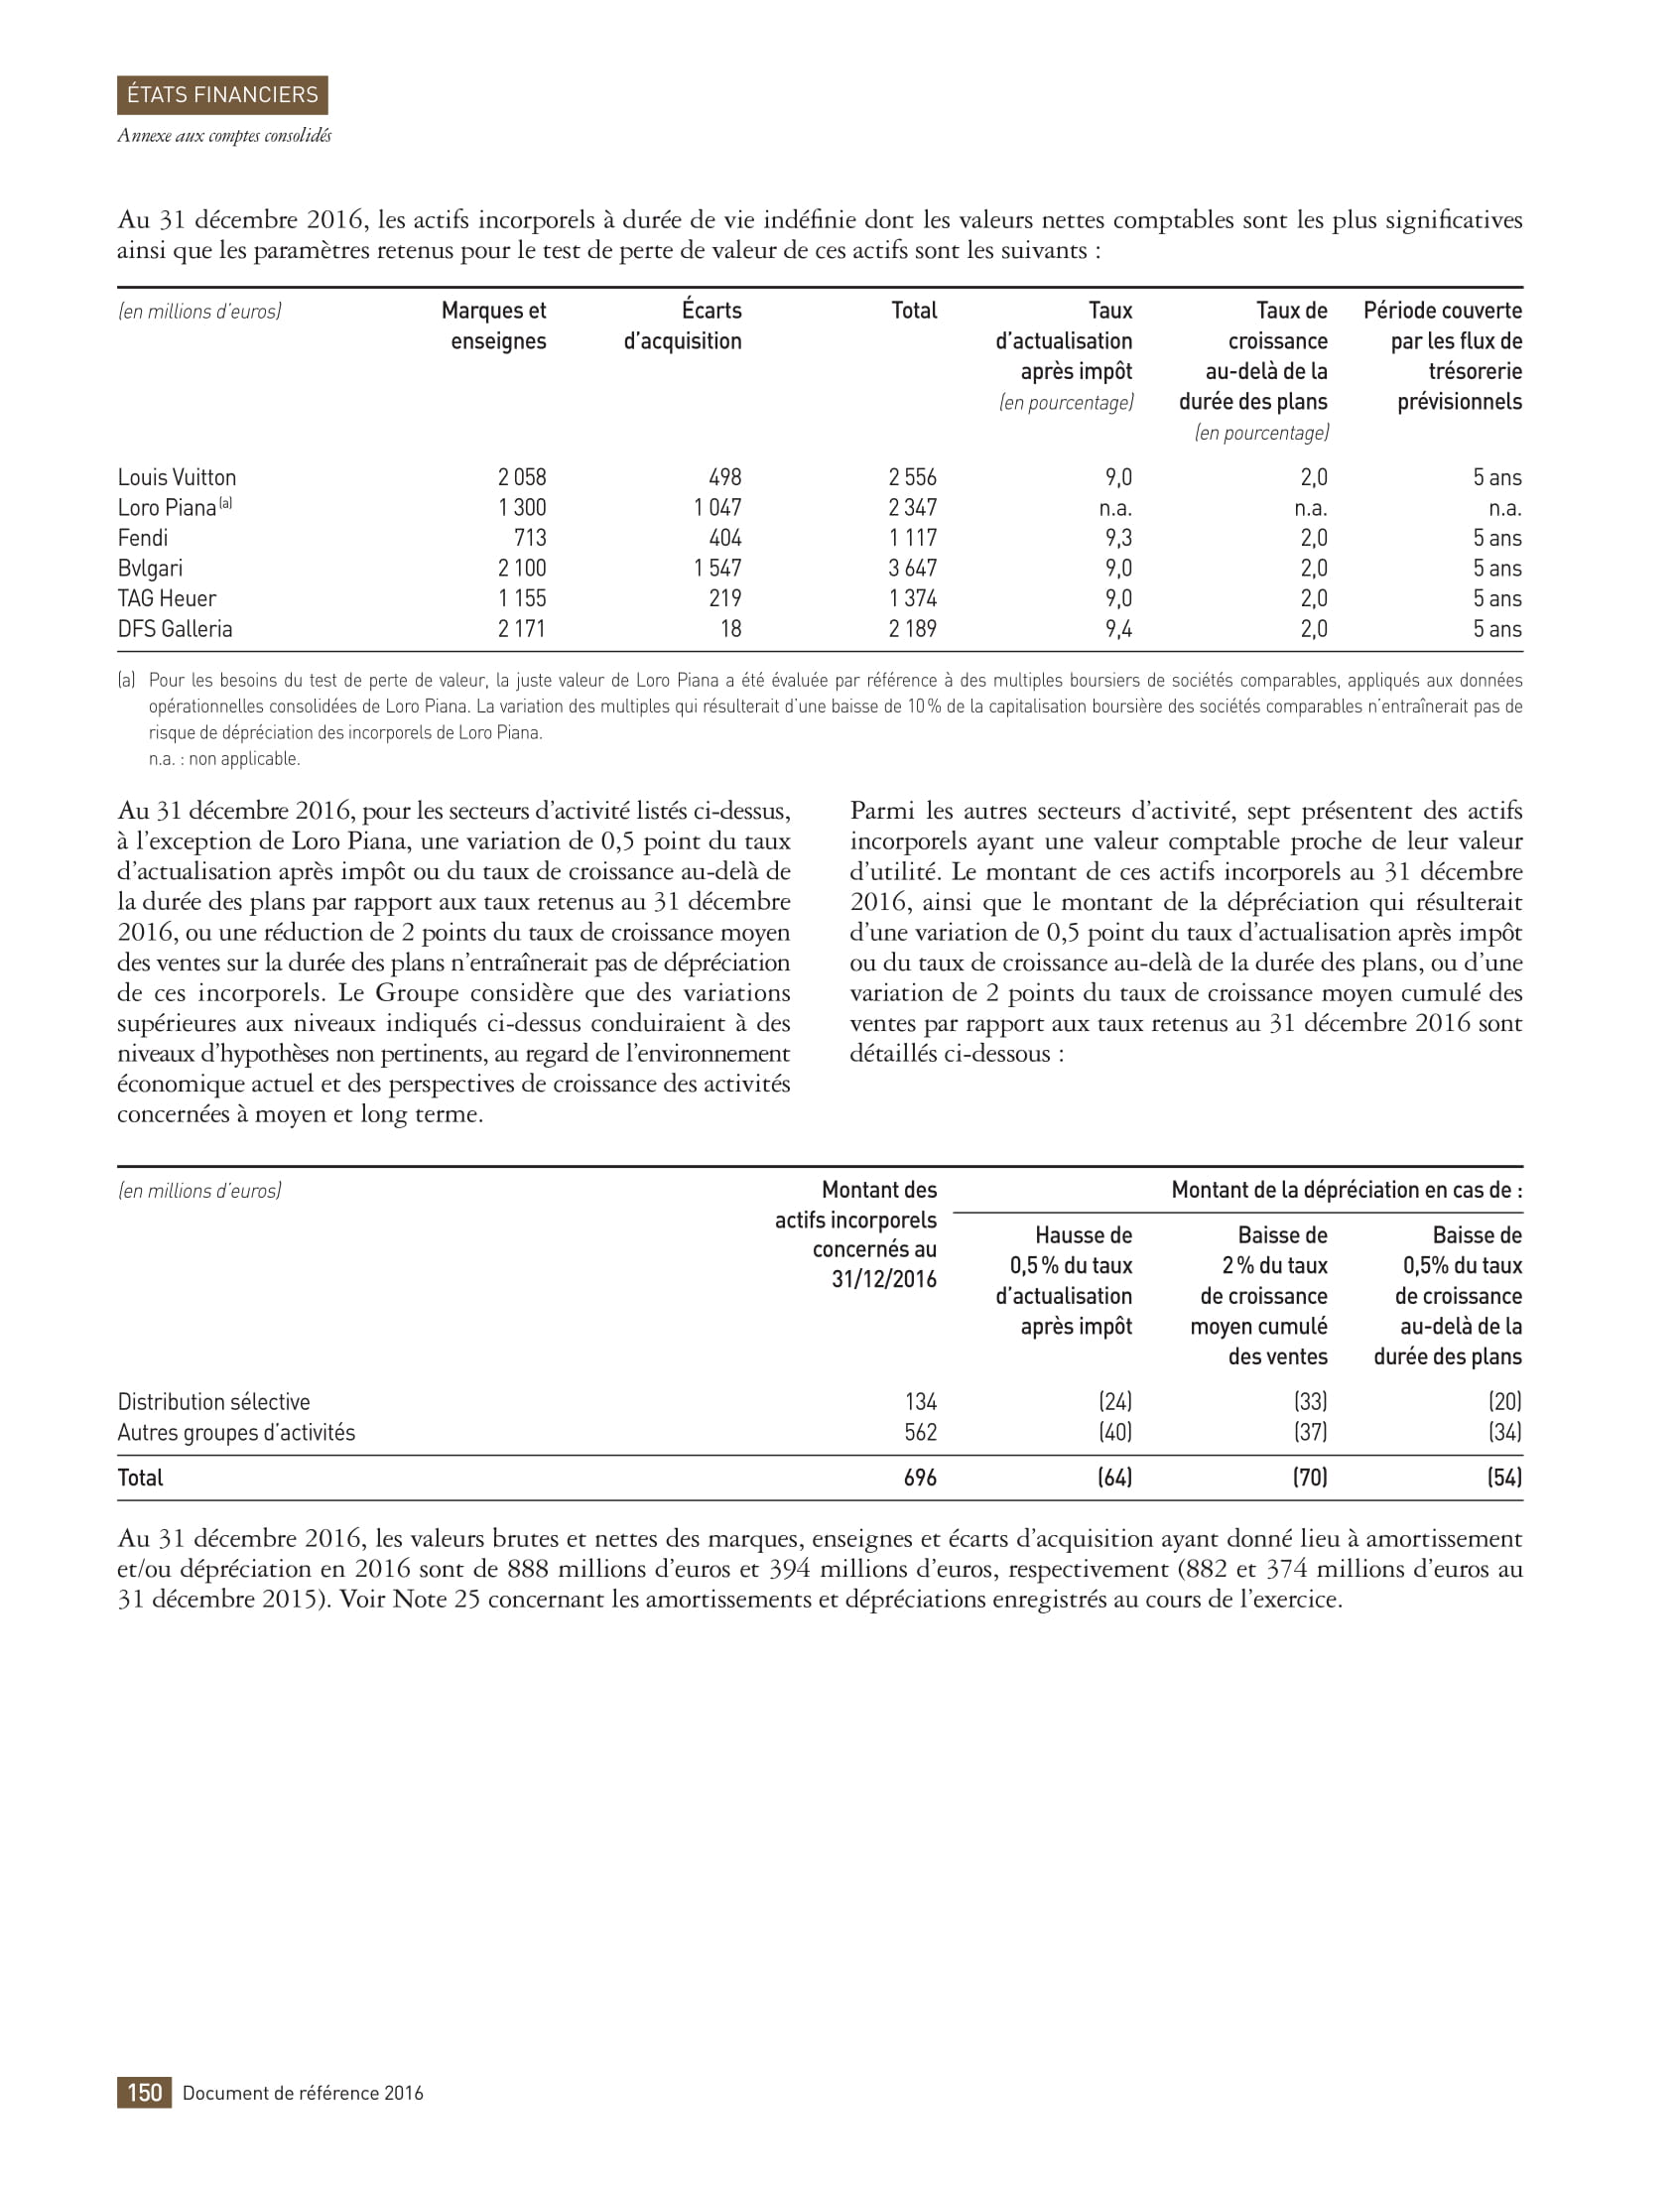 ÉTATS FINANCIERS
Annexe aux comptes consolidés
Au 31 décembre 2016, les actifs incorporels à durée de vie indéfinie dont les valeurs nettes comptables sont les plus significatives
ainsi que les paramètres retenus pour le test de perte de valeur de ces actifs sont les suivants :
(en millions d'euros) Marques et enseignes Écarts d'acquisition Total Taux d'actualisation après impôt (en pourcentage) Taux de croissance au-delà de la durée des plans (en pourcentage) Période couverte par les flux de trésorerie prévisionnels
Louis Vuitton 2 058 498 2 556 9,0 2,0 5 ans
Loro Piana (a) 1 300 1 047 2 347 n.a. n.a. n.a.
Fendi 713 404 1 117 9,3 2,0 5 ans
Bvlgari 2 100 1 547 3 647 9,0 2,0 5 ans
TAG Heuer 1 155 219 1 374 9,0 2,0 5 ans
DFS Galleria 2 171 18 2 189 9,4 2,0 5 ans
(a) Pour les besoins du test de perte de valeur, la juste valeur de Loro Piana a été évaluée par référence à des multiples boursiers de sociétés comparables, appliqués aux données
opérationnelles consolidées de Loro Piana. La variation des multiples qui résulterait d'une baisse de 10 % de la capitalisation boursière des sociétés comparables n'entraînerait pas de
risque de dépréciation des incorporels de Loro Piana.
n.a. : non applicable.
Au 31 décembre 2016, pour les secteurs d'activité listés ci-dessus,
à l'exception de Loro Piana, une variation de 0,5 point du taux
d'actualisation après impôt ou du taux de croissance au-delà de
la durée des plans par rapport aux taux retenus au 31 décembre
2016, ou une réduction de 2 points du taux de croissance moyen
des ventes sur la durée des plans n'entraînerait pas de dépréciation
de ces incorporels. Le Groupe considère que des variations
supérieures aux niveaux indiqués ci-dessus conduiraient à des
niveaux d'hypothèses non pertinents, au regard de l'environnement
économique actuel et des perspectives de croissance des activités
concernées à moyen et long terme.
Parmi les autres secteurs d'activité, sept présentent des actifs
incorporels ayant une valeur comptable proche de leur valeur
d'utilité. Le montant de ces actifs incorporels au 31 décembre
2016, ainsi que le montant de la dépréciation qui résulterait
d'une variation de 0,5 point du taux d'actualisation après impôt
ou du taux de croissance au-delà de la durée des plans, ou d'une
variation de 2 points du taux de croissance moyen cumulé des
ventes par rapport aux taux retenus au 31 décembre 2016 sont
détaillés ci-dessous :
(en millions d'euros) Montant des actifs incorporels concernés au 31/12/2016 Montant de la dépréciation en cas de :
Hausse de 0,5 % du taux d'actualisation après impôt Baisse de 2 % du taux de croissance moyen cumulé des ventes Baisse de 0,5% du taux de croissance au-delà de la durée des plans
Distribution sélective 134 (24) (33) (20)
Autres groupes d'activités 562 (40) (37) (34)
Total 696 (64) (70) (54)
Au 31 décembre 2016, les valeurs brutes et nettes des marques, enseignes et écarts d'acquisition ayant donné lieu à amortissement
et/ou dépréciation en 2016 sont de 888 millions d'euros et 394 millions d'euros, respectivement (882 et 374 millions d'euros au
31 décembre 2015). Voir Note 25 concernant les amortissements et dépréciations enregistrés au cours de l'exercice.
150 Document de référence 2016